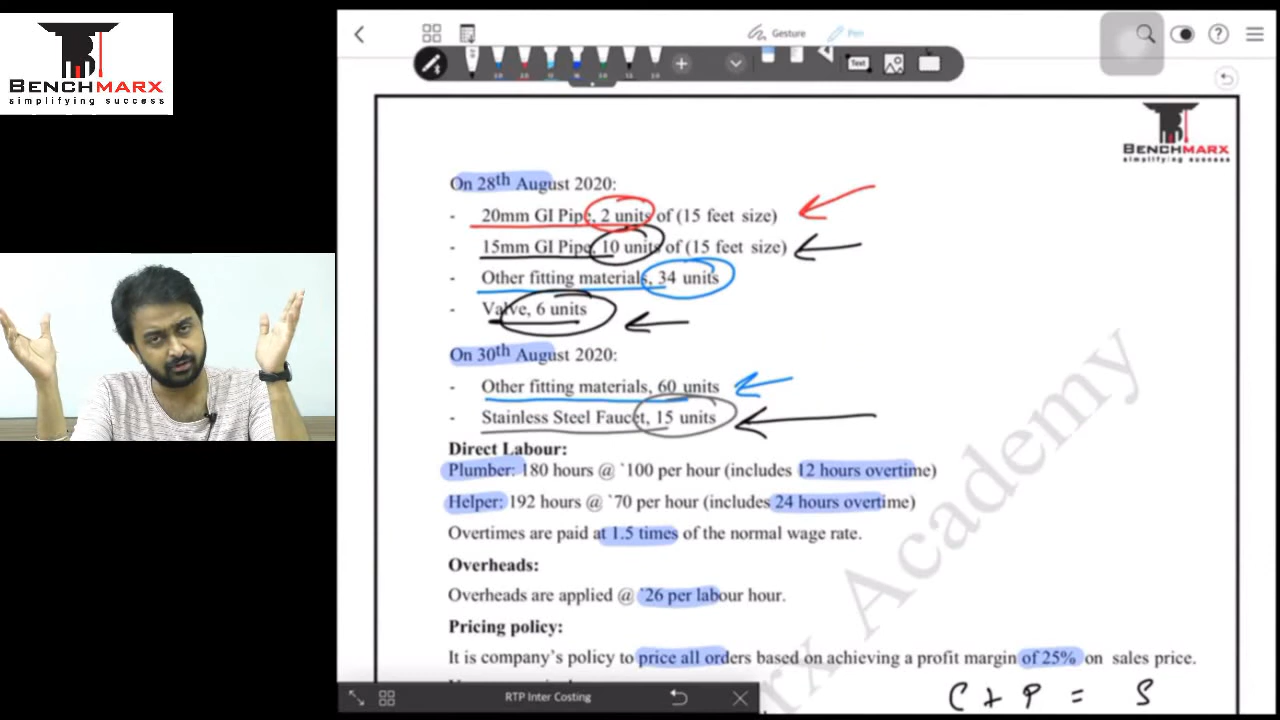 BENCHMARX
simplifying success
Gesture
Pen
Text
BENCHMARX
simplifying success
On 28th August 2020:
- 20mm GI Pipe, 2 units of (15 feet size)
- 15mm GI Pipe, 10 units of (15 feet size)
- Other fitting materials, 34 units
- Valve, 6 units
On 30th August 2020:
- Other fitting materials, 60 units
- Stainless Steel Faucet, 15 units
Direct Labour:
Plumber: 180 hours @ `100 per hour (includes 12 hours overtime)
Helper: 192 hours @ `70 per hour (includes 24 hours overtime)
Overtimes are paid at 1.5 times of the normal wage rate.
Overheads:
Overheads are applied @ `26 per labour hour.
Pricing policy:
It is company's policy to price all orders based on achieving a profit margin of 25% on sales price.
C + P = S
RTP Inter Costing
rx Academy